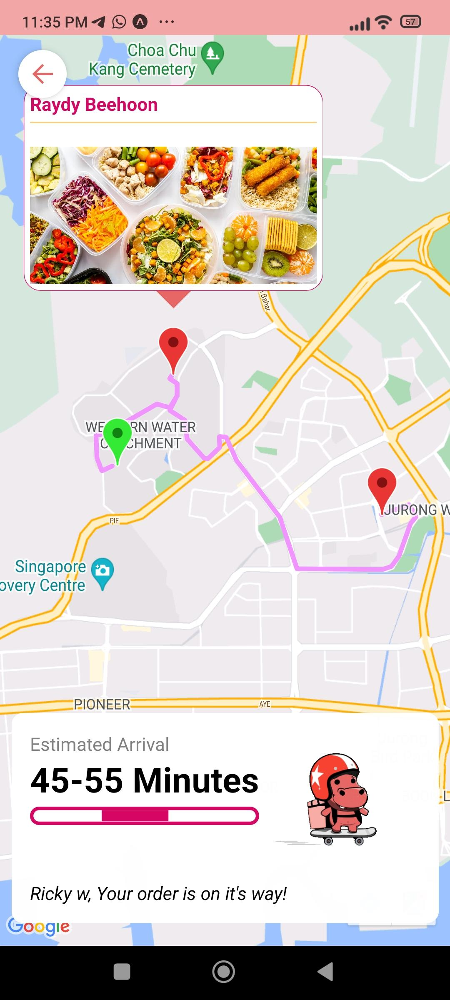 11:35 PM
57
Choa Chu
Kang Cemetery
Raydy Beehoon
Bahar
WE RN WATER
C CHMENT
JURONG W
PIE
Singapore
overy Centre
PIONEER
AYE
Estimated Arrival
45-55 Minutes
Ricky w, Your order is on it's way!
Google